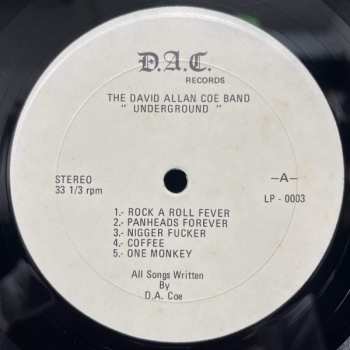 D.A.C.
RECORDS
THE DAVID ALLAN COE BAND
" UNDERGROUND "
STEREO
33 1/3 rpm
—A—
LP - 0003
1.- ROCK A ROLL FEVER
2.- PANHEADS FOREVER
3.- NIGGER FUCKER
4.- COFFEE
5.- ONE MONKEY
All Songs Written
By
D.A. Coe